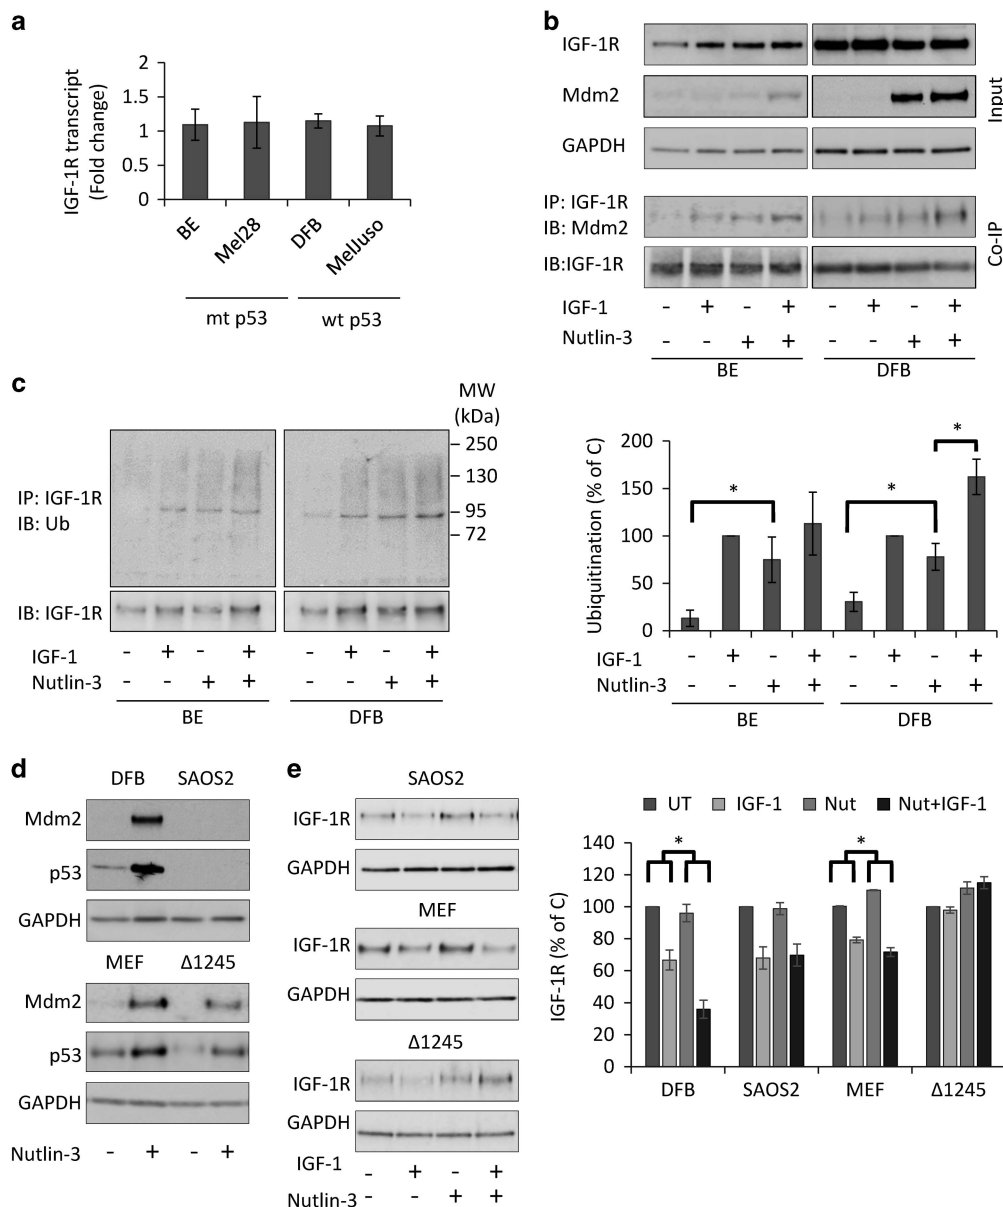 a
IGF-1R transcript
(Fold change)
2
1.5
1
0.5
0
BE
Mel28
DFB
MelJuso
mt p53 wt p53
b
IGF-1R
Mdm2
GAPDH
Input
IP: IGF-1R
IB: Mdm2
IB:IGF-1R
Co-IP
IGF-1 - + - + - + - +
Nutlin-3 - - + + - - + +
BE DFB
c
MW
(kDa)
250
130
95
72
IP: IGF-1R
IB: Ub
IB: IGF-1R
IGF-1 - + - + - + - +
Nutlin-3 - - + + - - + +
BE DFB
Ubiquitination (% of C)
200
150
100
50
0
* * *
IGF-1 - + - + - + - +
Nutlin-3 - - + + - - + +
BE DFB
d
DFB SAOS2
Mdm2
p53
GAPDH
MEF Δ1245
Mdm2
p53
GAPDH
Nutlin-3 - + - +
e
SAOS2
IGF-1R
GAPDH
MEF
IGF-1R
GAPDH
Δ1245
IGF-1R
GAPDH
IGF-1 - + - +
Nutlin-3 - - + +
UT IGF-1 Nut Nut+IGF-1
IGF-1R (% of C)
140
120
100
80
60
40
20
0
* *
DFB SAOS2 MEF Δ1245